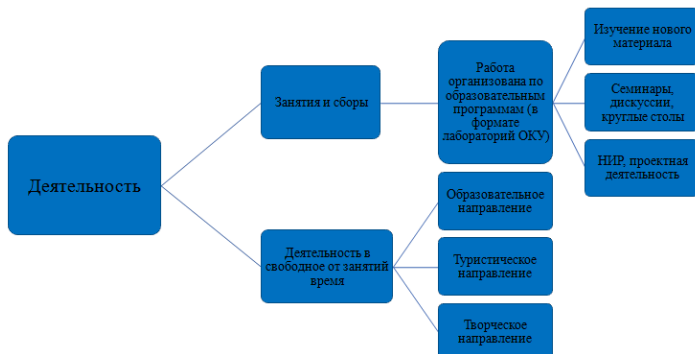 Деятельность
Занятия и сборы
Работа
организована по
образовательным
программам (в
формате
лабораторий ОКУ)
Изучение нового
материала
Семинары,
дискуссии,
круглые столы
НИР, проектная
деятельность
Деятельность в
свободное от занятий
время
Образовательное
направление
Туристическое
направление
Творческое
направление